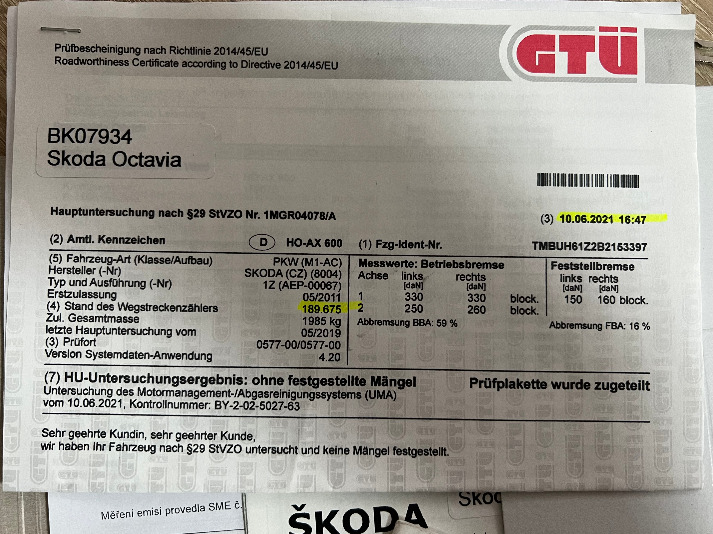 Prüfbescheinigung nach Richtlinie 2014/45/EU
Roadworthiness Certificate according to Directive 2014/45/EU
GTÜ
BK07934
Skoda Octavia
Hauptuntersuchung nach §29 StVZO Nr. 1MGR04078/A
(3) 10.06.2021 16:47
(2) Amtl. Kennzeichen D HO-AX 600 (1) Fzg-Ident-Nr. TMBUH61Z2B2153397
(5) Fahrzeug-Art (Klasse/Aufbau) PKW (M1-AC)
Hersteller (-Nr) SKODA (CZ) (8004)
Typ und Ausführung (-Nr) 1Z (AEP-00067)
Erstzulassung 05/2011
(4) Stand des Wegstreckenzählers 189.675
Zul. Gesamtmasse 1985 kg
letzte Hauptuntersuchung vom 05/2019
(3) Prüfort 0577-00/0577-00
Version Systemdaten-Anwendung 4.20
Messwerte: Betriebsbremse
Achse links rechts
[daN] [daN]
1 330 330 block.
2 250 260 block.
Abbremsung BBA: 59 %
Feststellbremse
links rechts
[daN] [daN]
150 160 block.
Abbremsung FBA: 16 %
(7) HU-Untersuchungsergebnis: ohne festgestellte Mängel Prüfplakette wurde zugeteilt
Untersuchung des Motormanagement-/Abgasreinigungssystems (UMA)
vom 10.06.2021, Kontrollnummer: BY-2-02-5027-63
Sehr geehrte Kundin, sehr geehrter Kunde,
wir haben Ihr Fahrzeug nach §29 StVZO untersucht und keine Mängel festgestellt.
Měření emisí provedla SME č.
ŠKODA